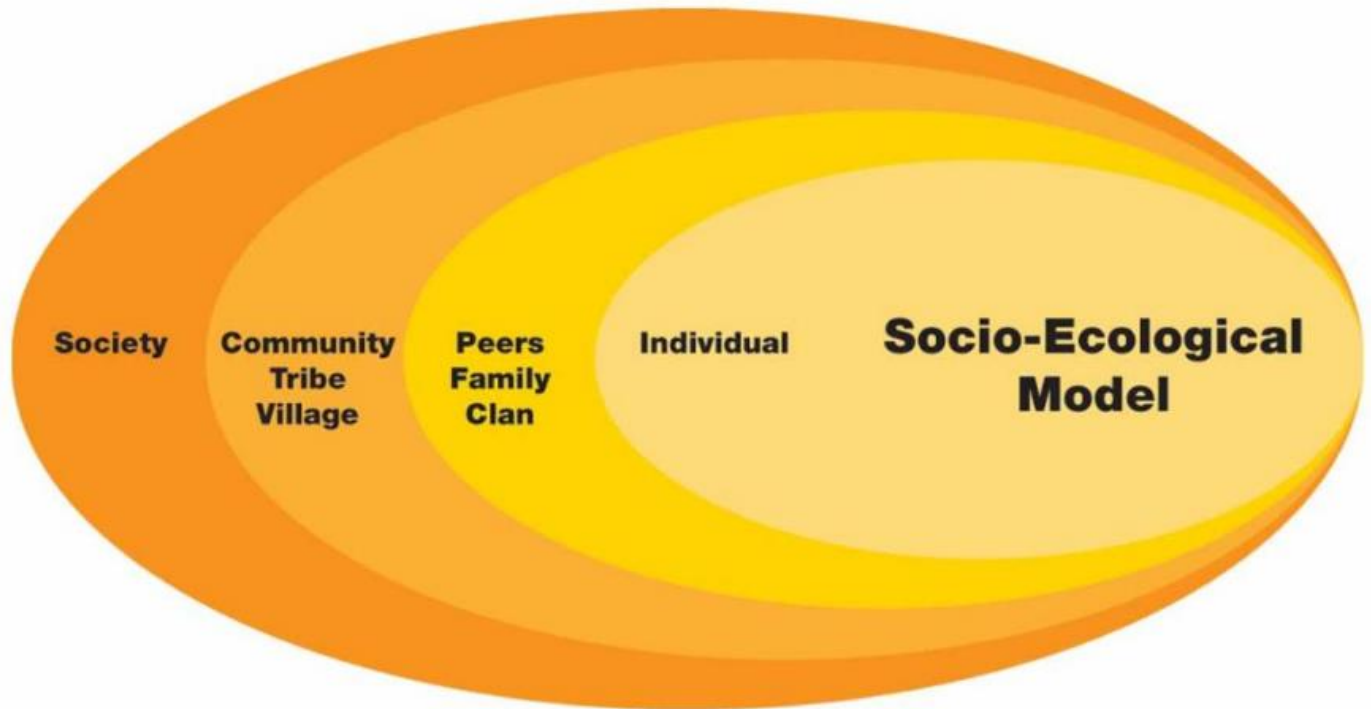 Society
Community
Tribe
Village
Peers
Family
Clan
Individual
Socio-Ecological
Model